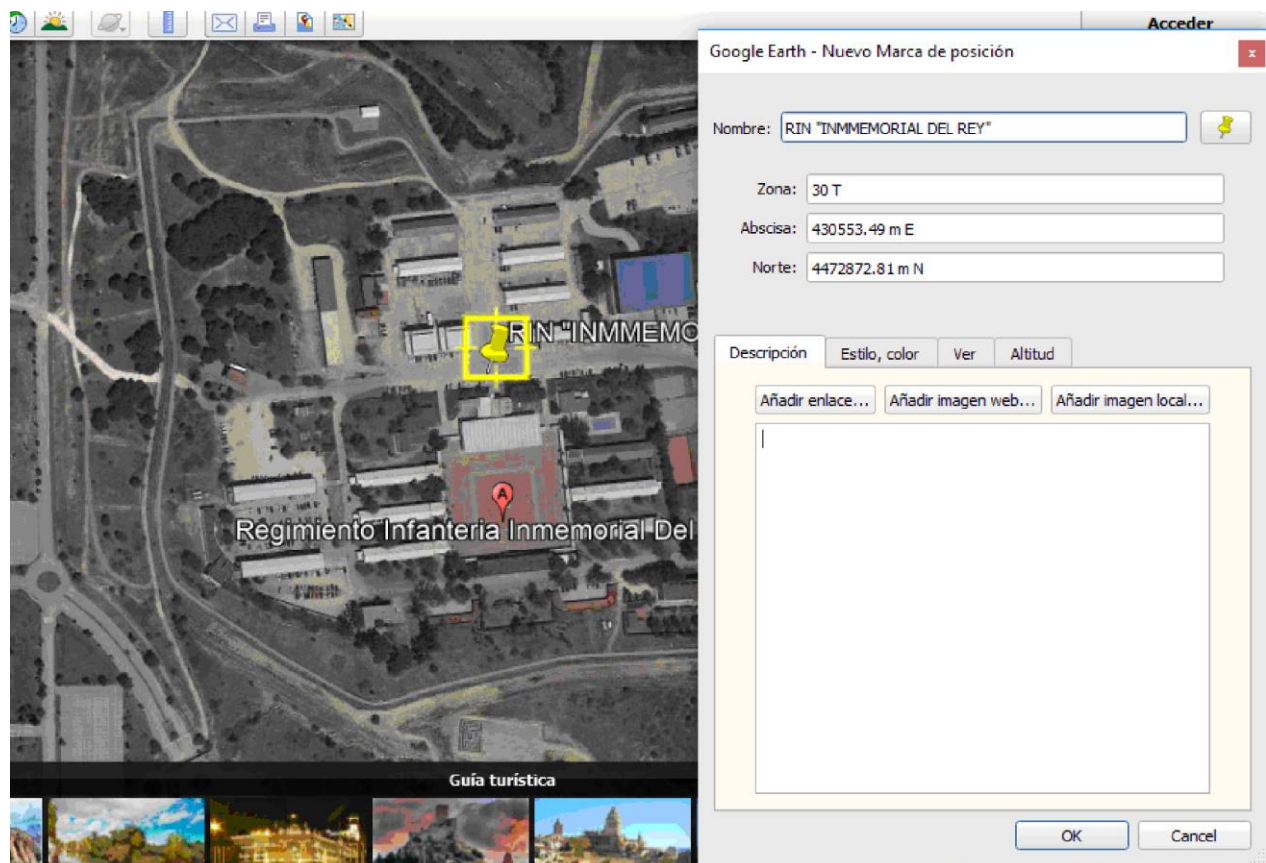 Acceder
Google Earth - Nuevo Marca de posición
x
Nombre: RIN "INMMEMORIAL DEL REY"
Zona: 30 T
Abscisa: 430553.49 m E
Norte: 4472872.81 m N
RIN "INMMEMO
Descripción Estilo, color Ver Altitud
Añadir enlace... Añadir imagen web... Añadir imagen local...
A
Regimiento Infanteria Inmemorial Del
Guía turística
OK Cancel